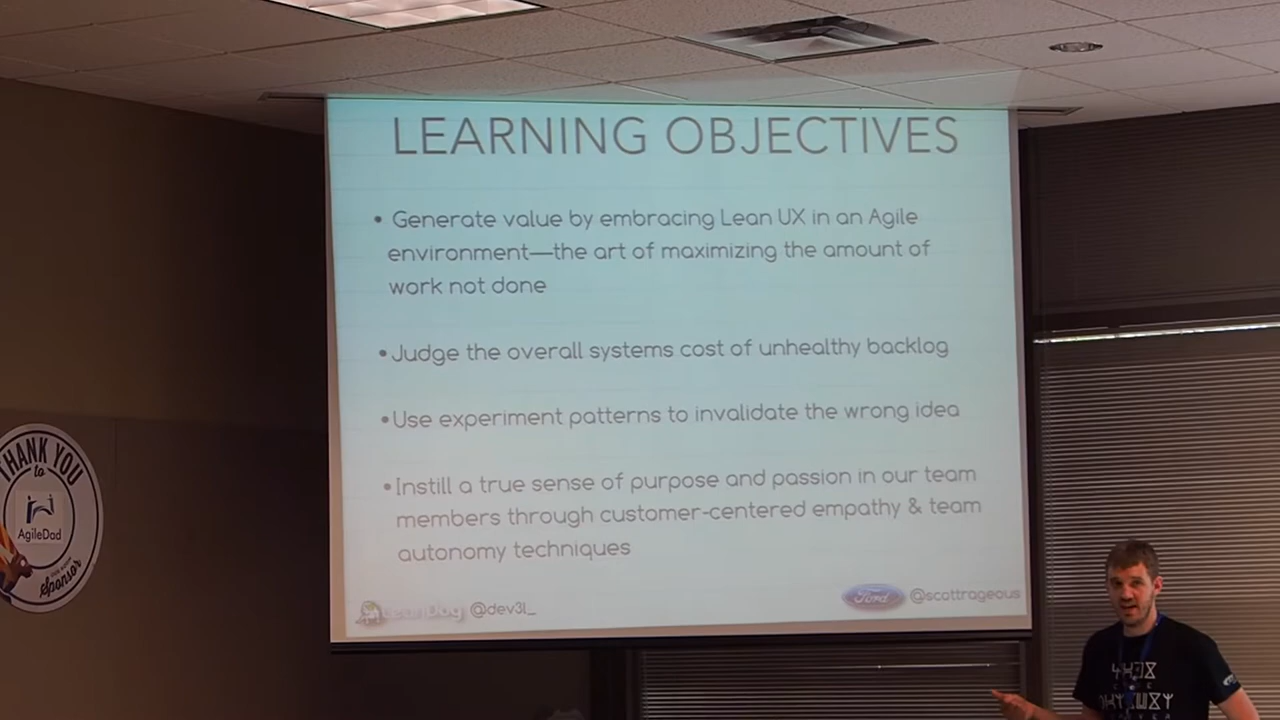 LEARNING OBJECTIVES
• Generate value by embracing Lean UX in an Agile
environment—the art of maximizing the amount of
work not done
• Judge the overall systems cost of unhealthy backlog
• Use experiment patterns to invalidate the wrong idea
• Instill a true sense of purpose and passion in our team
members through customer-centered empathy & team
autonomy techniques
LeanDog @dev3l_
Ford @scottrageous
THANK YOU
to
AgileDad
Sponsor